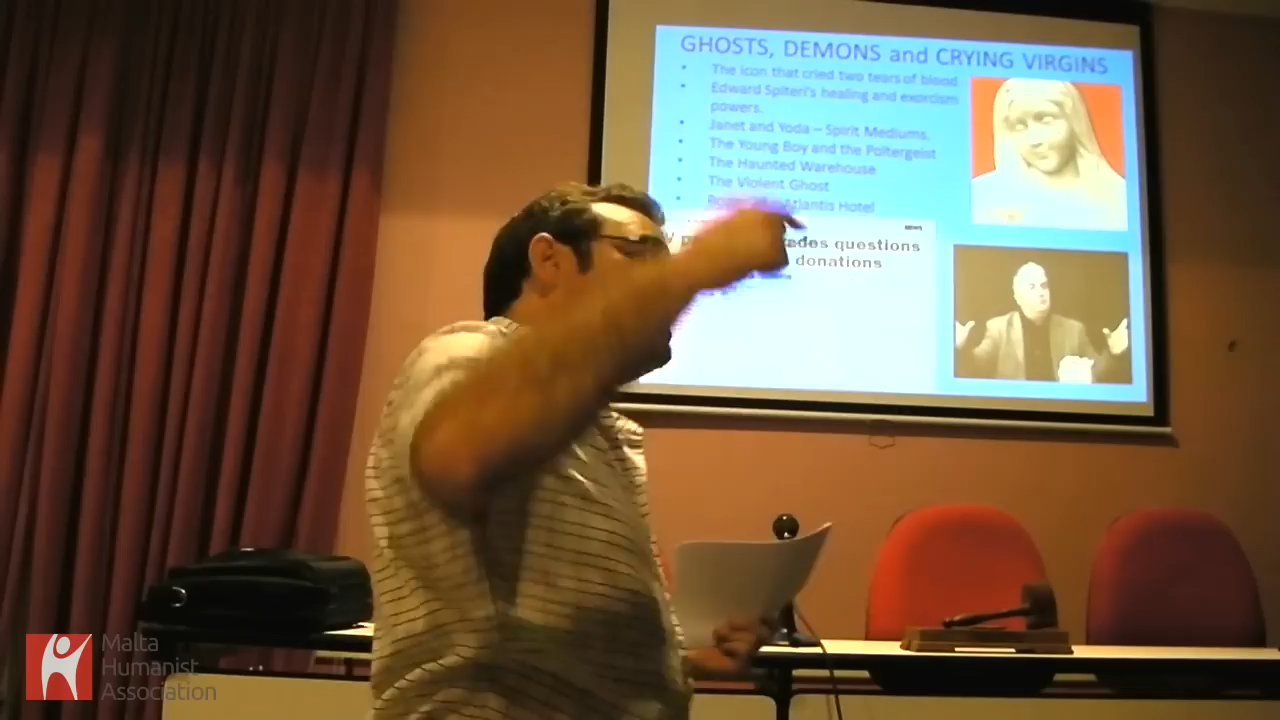 GHOSTS, DEMONS and CRYING VIRGINS
• The icon that cried two tears of blood
• Edward Spiteri's healing and exorcism
powers.
• Janet and Yoda – Spirit Mediums.
• The Young Boy and the Poltergeist
• The Haunted Warehouse
• The Violent Ghost
• Atlantis Hotel
NEWS
questions
donations
Malta
Humanist
Association